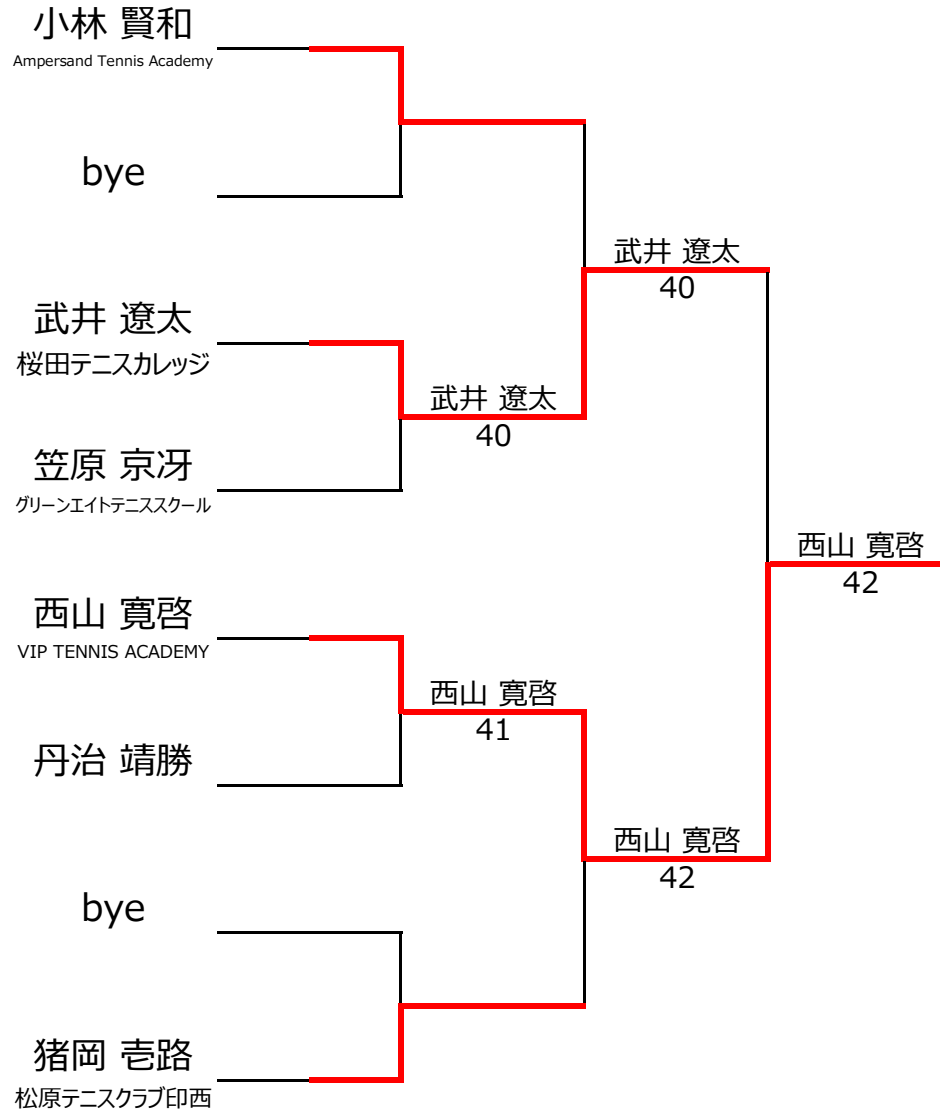 小林 賢和
Ampersand Tennis Academy
bye
武井 遼太
40
武井 遼太
桜田テニスカレッジ
武井 遼太
40
笠原 京冴
グリーンエイトテニススクール
西山 寛啓
42
西山 寛啓
VIP TENNIS ACADEMY
西山 寛啓
41
丹治 靖勝
西山 寛啓
42
bye
猪岡 壱路
松原テニスクラブ印西